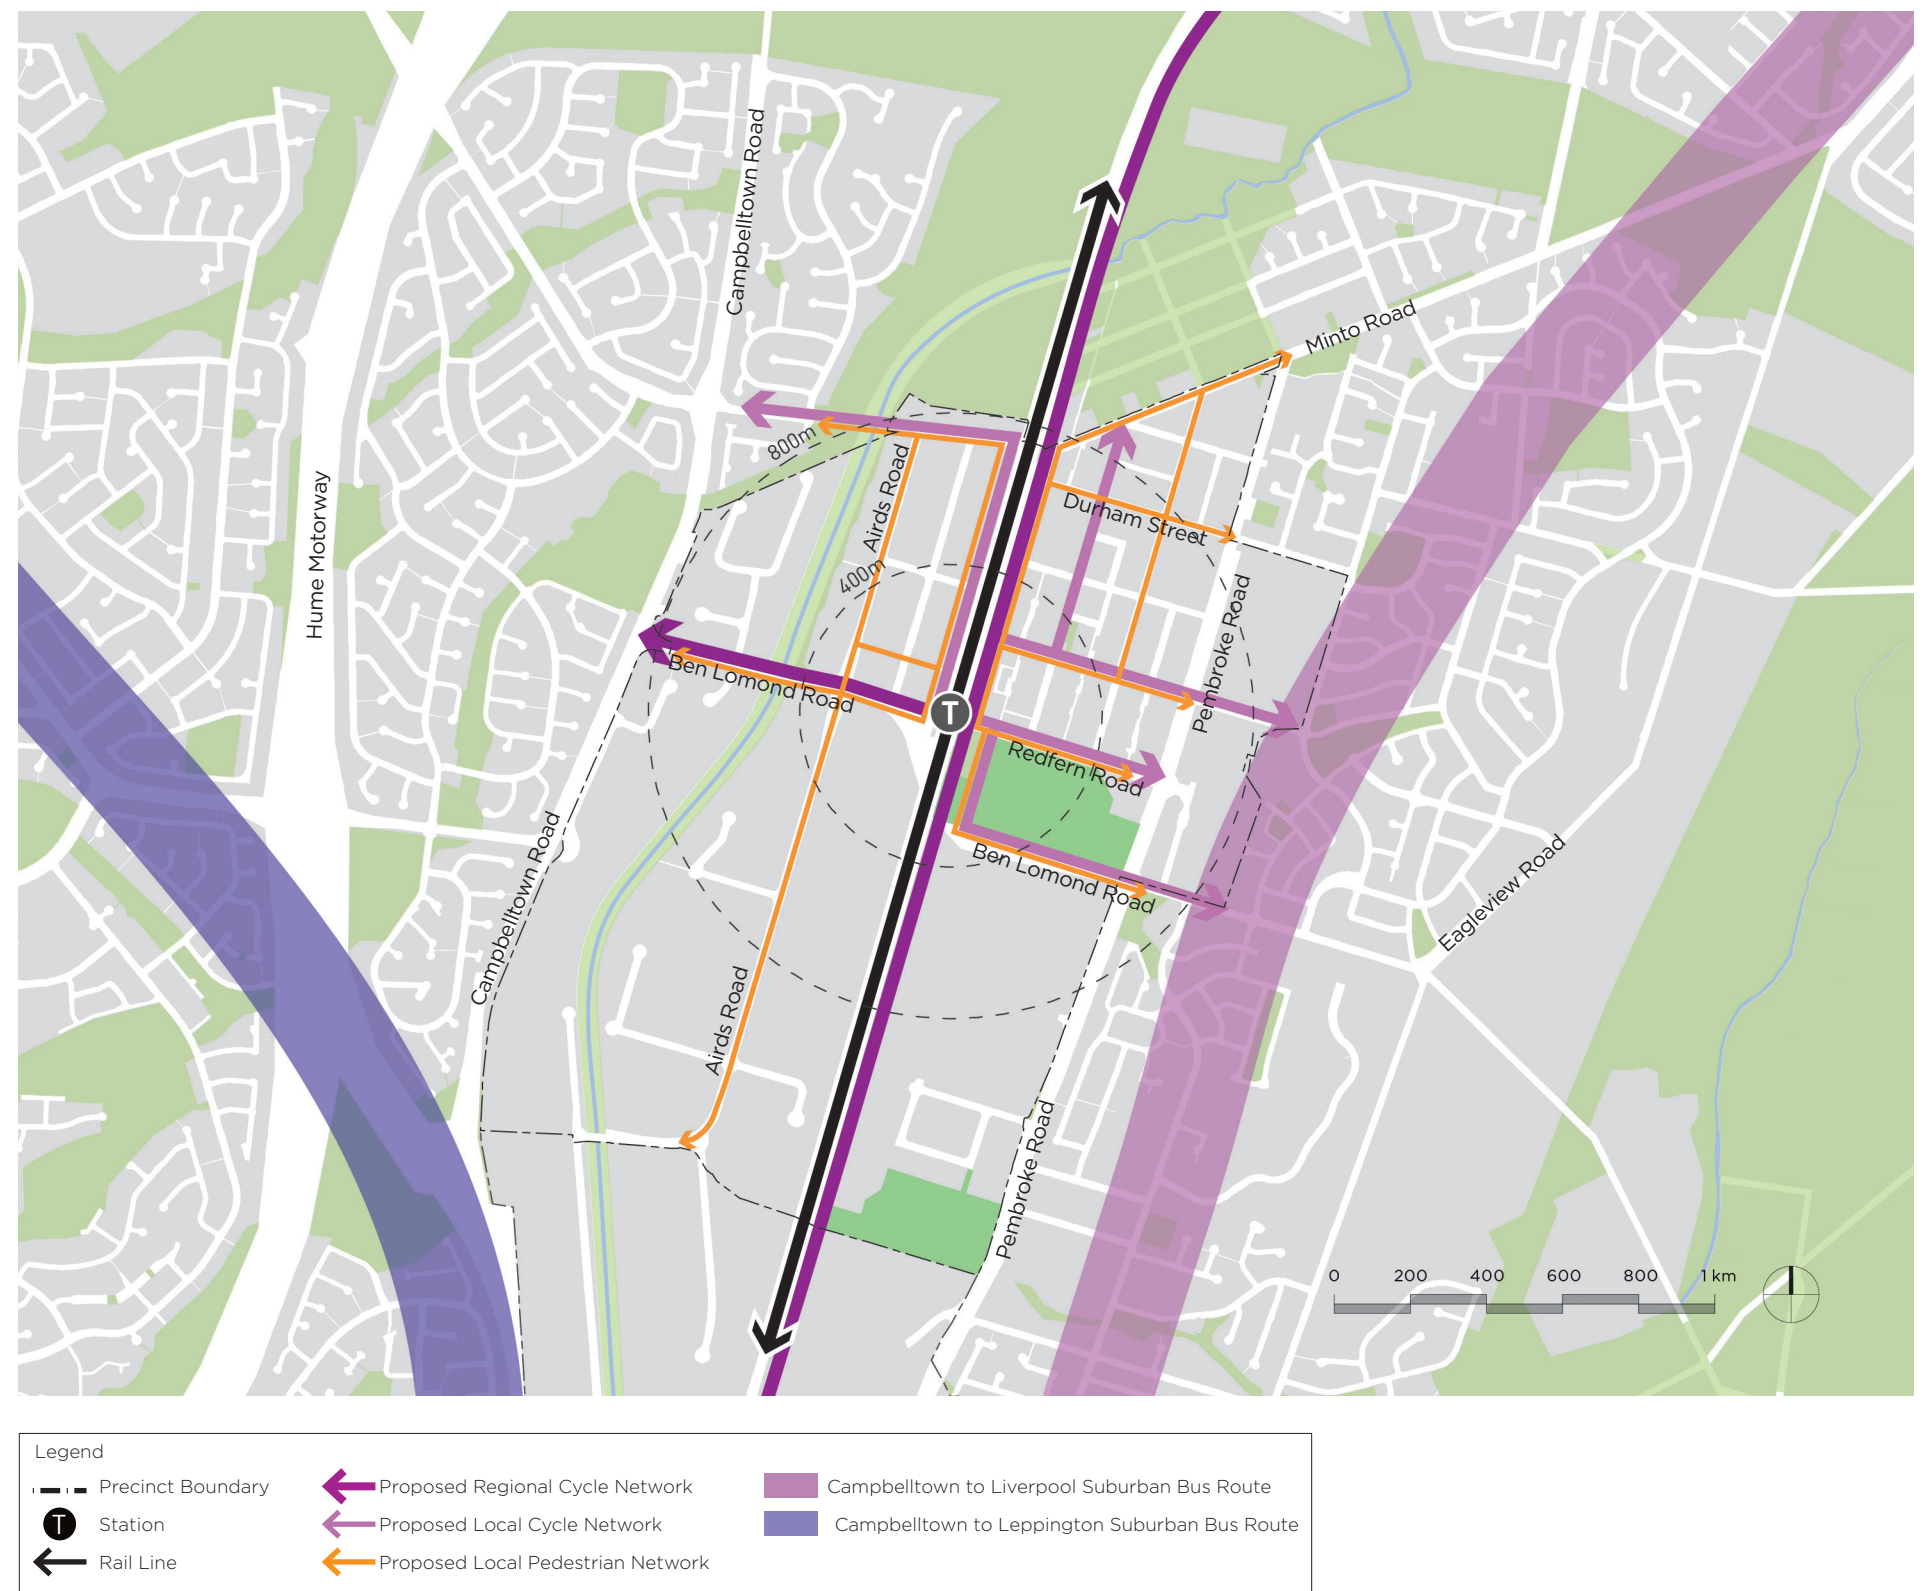 Campbelltown Road
Minto Road
800m
Airds Road
Durham Street
Hume Motorway
400m
Pembroke Road
Ben Lomond Road
T
Redfern Road
Ben Lomond Road
Campbelltown Road
Eagleview Road
Airds Road
Pembroke Road
0 200 400 600 800 1 km
Legend
Precinct Boundary
T Station
Rail Line
Proposed Regional Cycle Network
Proposed Local Cycle Network
Proposed Local Pedestrian Network
Campbelltown to Liverpool Suburban Bus Route
Campbelltown to Leppington Suburban Bus Route